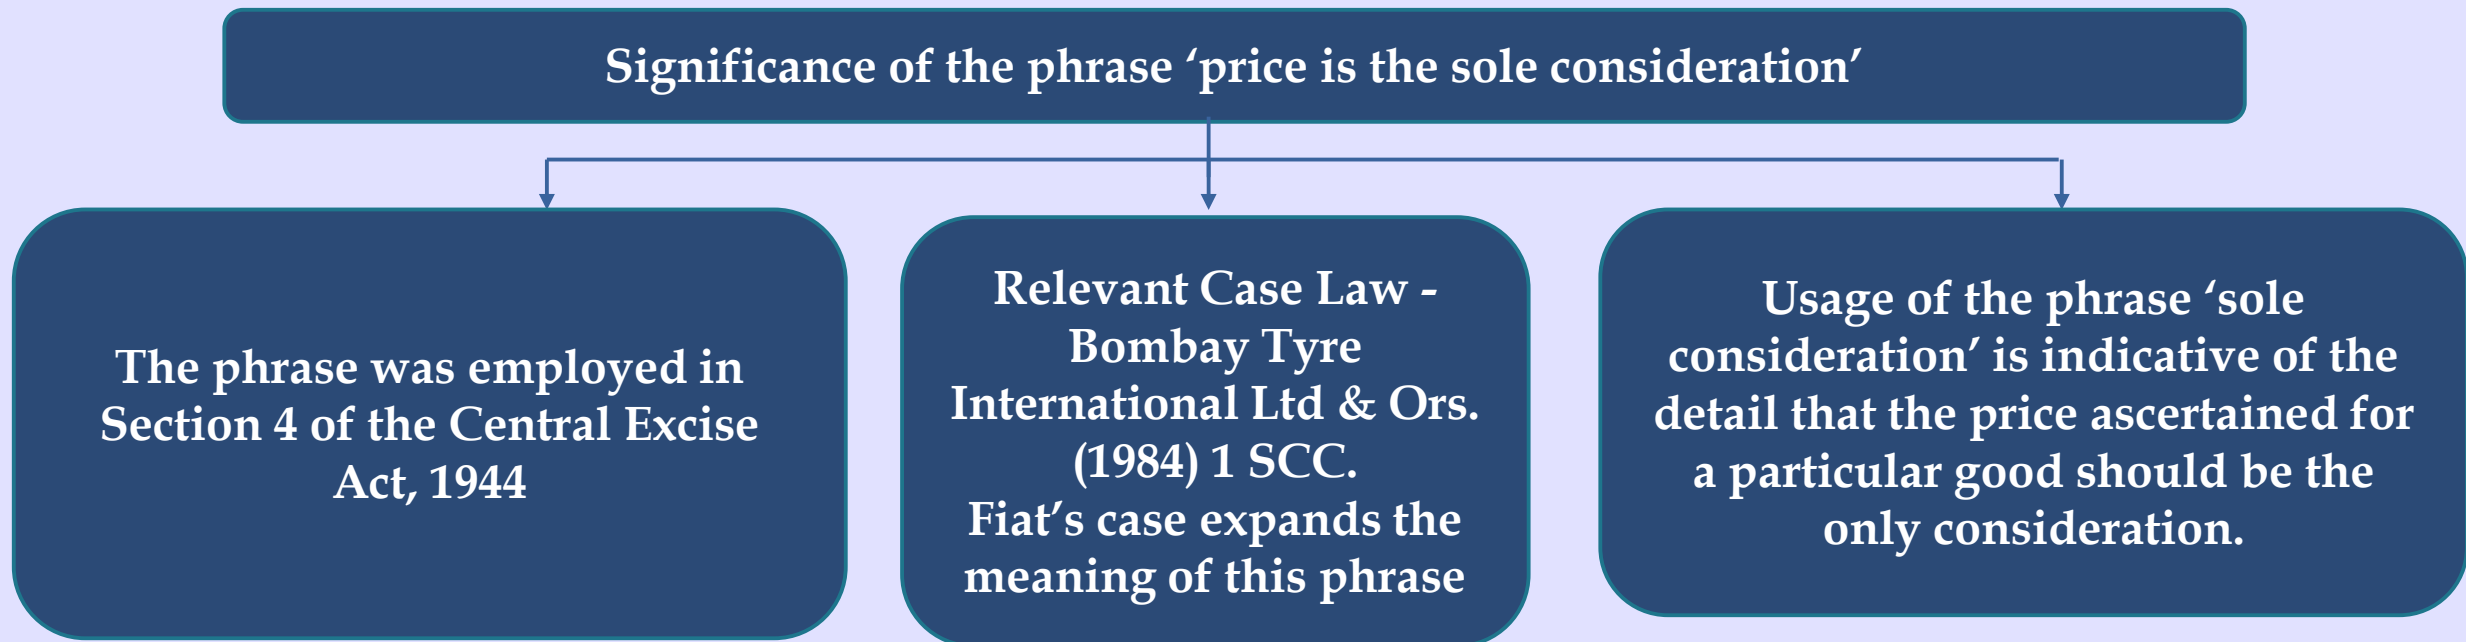 Significance of the phrase ‘price is the sole consideration’
The phrase was employed in
Section 4 of the Central Excise
Act, 1944
Relevant Case Law -
Bombay Tyre
International Ltd & Ors.
(1984) 1 SCC.
Fiat’s case expands the
meaning of this phrase
Usage of the phrase ‘sole
consideration’ is indicative of the
detail that the price ascertained for
a particular good should be the
only consideration.